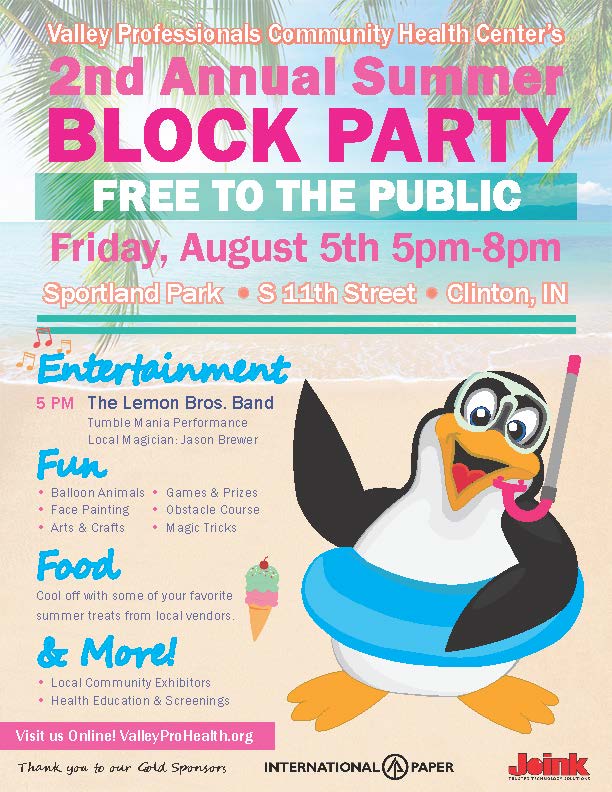 Valley Professionals Community Health Center's
2nd Annual Summer
BLOCK PARTY
FREE TO THE PUBLIC
Friday, August 5th 5pm-8pm
Sportland Park • S 11th Street • Clinton, IN
Entertainment
5 PM The Lemon Bros. Band
Tumble Mania Performance
Local Magician: Jason Brewer
Fun
• Balloon Animals • Games & Prizes
• Face Painting • Obstacle Course
• Arts & Crafts • Magic Tricks
Food
Cool off with some of your favorite
summer treats from local vendors.
& More!
• Local Community Exhibitors
• Health Education & Screenings
Visit us Online! ValleyProHealth.org
Thank you to our Gold Sponsors
INTERNATIONAL PAPER
Joink
TRUSTED TECHNOLOGY SOLUTIONS